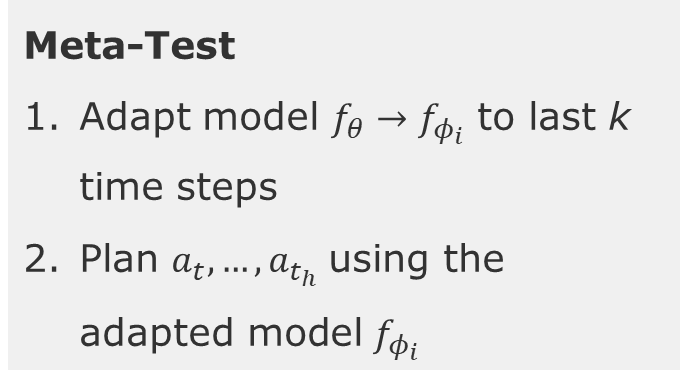 Meta-Test
1. Adapt model f_θ → f_{ϕ_i} to last k
time steps
2. Plan a_t, ..., a_{t_h} using the
adapted model f_{ϕ_i}